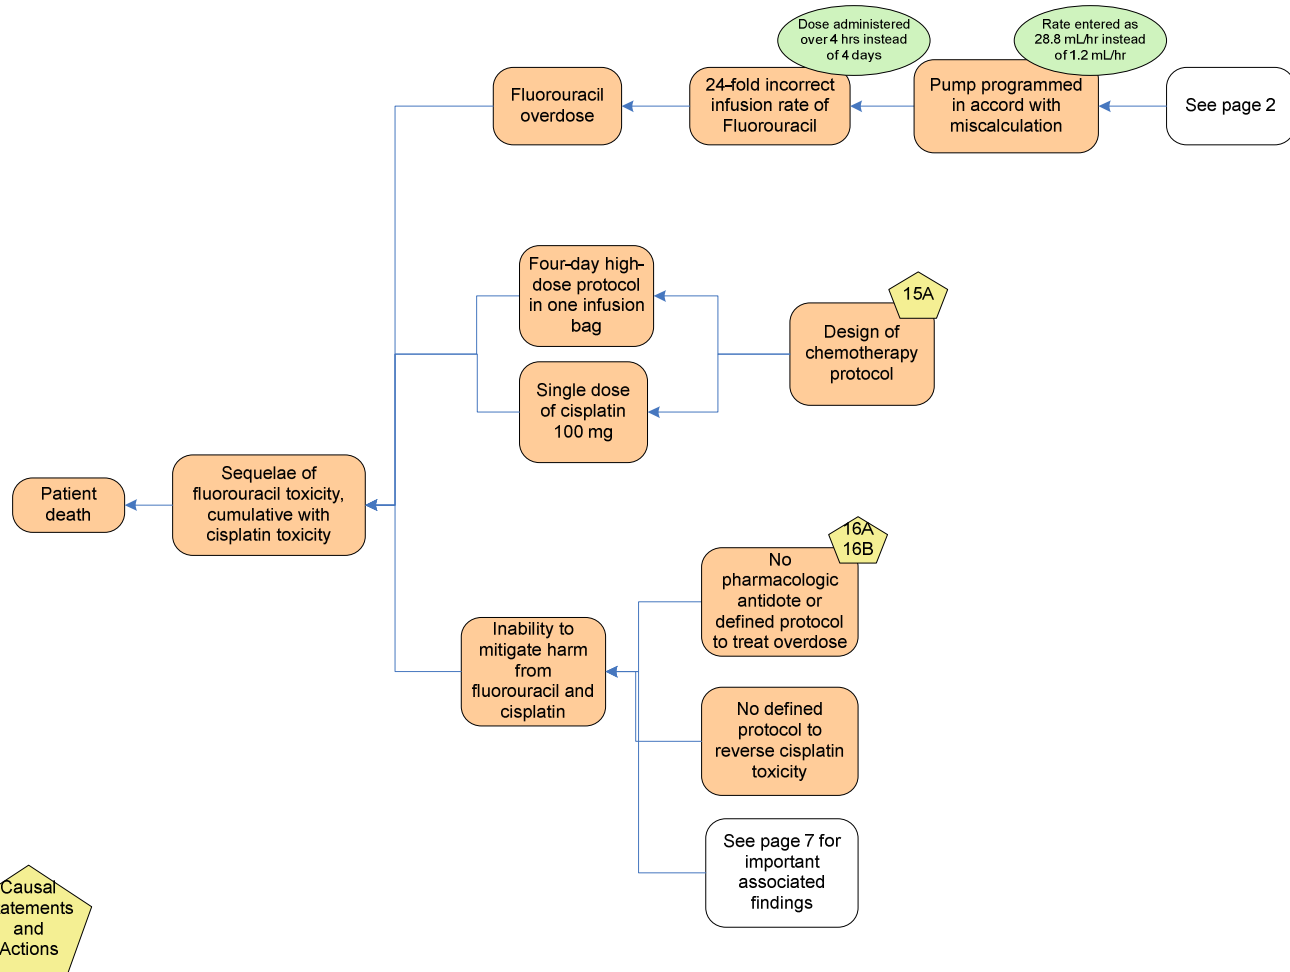 Dose administered
over 4 hrs instead
of 4 days
Rate entered as
28.8 mL/hr instead
of 1.2 mL/hr
Fluorouracil
overdose
24-fold incorrect
infusion rate of
Fluorouracil
Pump programmed
in accord with
miscalculation
See page 2
Four-day high-
dose protocol
in one infusion
bag
15A
Design of
chemotherapy
protocol
Single dose
of cisplatin
100 mg
Patient
death
Sequelae of
fluorouracil toxicity,
cumulative with
cisplatin toxicity
16A
16B
No
pharmacologic
antidote or
defined protocol
to treat overdose
Inability to
mitigate harm
from
fluorouracil and
cisplatin
No defined
protocol to
reverse cisplatin
toxicity
See page 7 for
important
associated
findings
Causal
atements
and
Actions